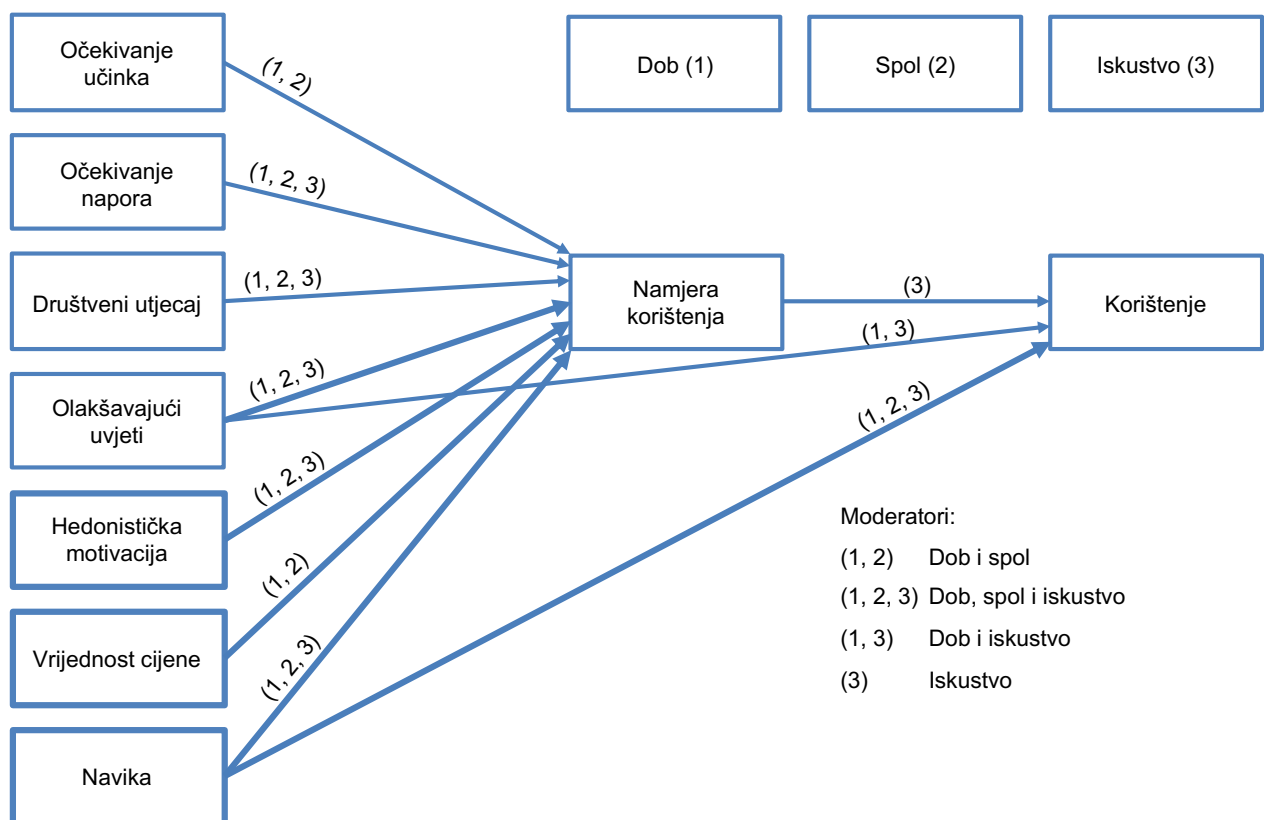 Očekivanje
učinka
Očekivanje
napora
Društveni utjecaj
Olakšavajući
uvjeti
Hedonistička
motivacija
Vrijednost cijene
Navika
(1, 2)
(1, 2, 3)
(1, 2, 3)
(1, 2, 3)
(1, 2, 3)
(1, 2)
(1, 2, 3)
Dob (1)
Spol (2)
Iskustvo (3)
Namjera
korištenja
(3)
(1, 3)
(1, 2, 3)
Korištenje
Moderatori:
(1, 2) Dob i spol
(1, 2, 3) Dob, spol i iskustvo
(1, 3) Dob i iskustvo
(3) Iskustvo